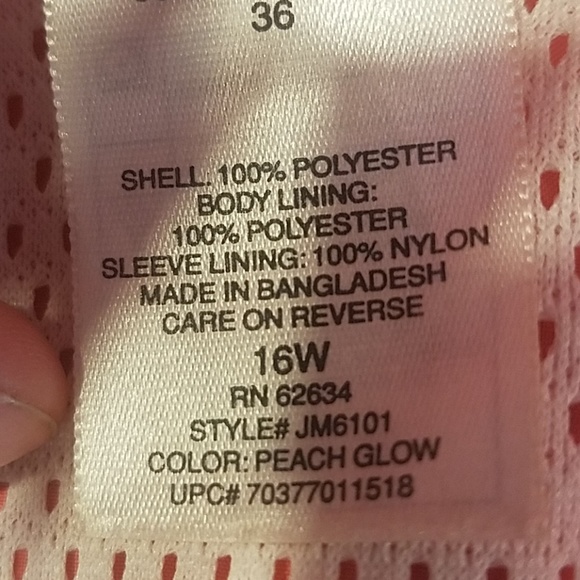 36
SHELL: 100% POLYESTER
BODY LINING:
100% POLYESTER
SLEEVE LINING: 100% NYLON
MADE IN BANGLADESH
CARE ON REVERSE
16W
RN 62634
STYLE# JM6101
COLOR: PEACH GLOW
UPC# 70377011518